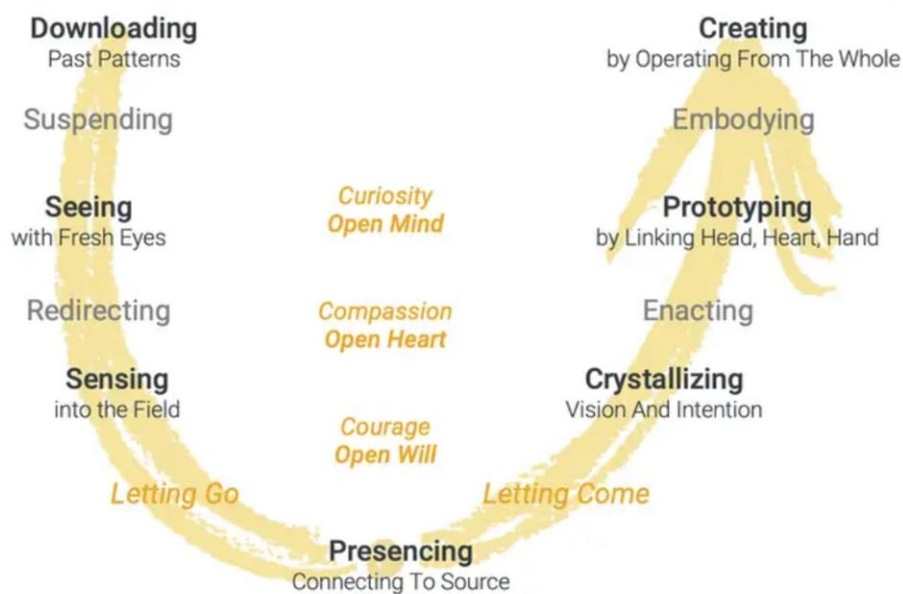 Downloading
Past Patterns
Suspending
Seeing
with Fresh Eyes
Redirecting
Sensing
into the Field
Letting Go
Presencing
Connecting To Source
Letting Come
Crystallizing
Vision And Intention
Enacting
Prototyping
by Linking Head, Heart, Hand
Embodying
Creating
by Operating From The Whole
Curiosity
Open Mind
Compassion
Open Heart
Courage
Open Will